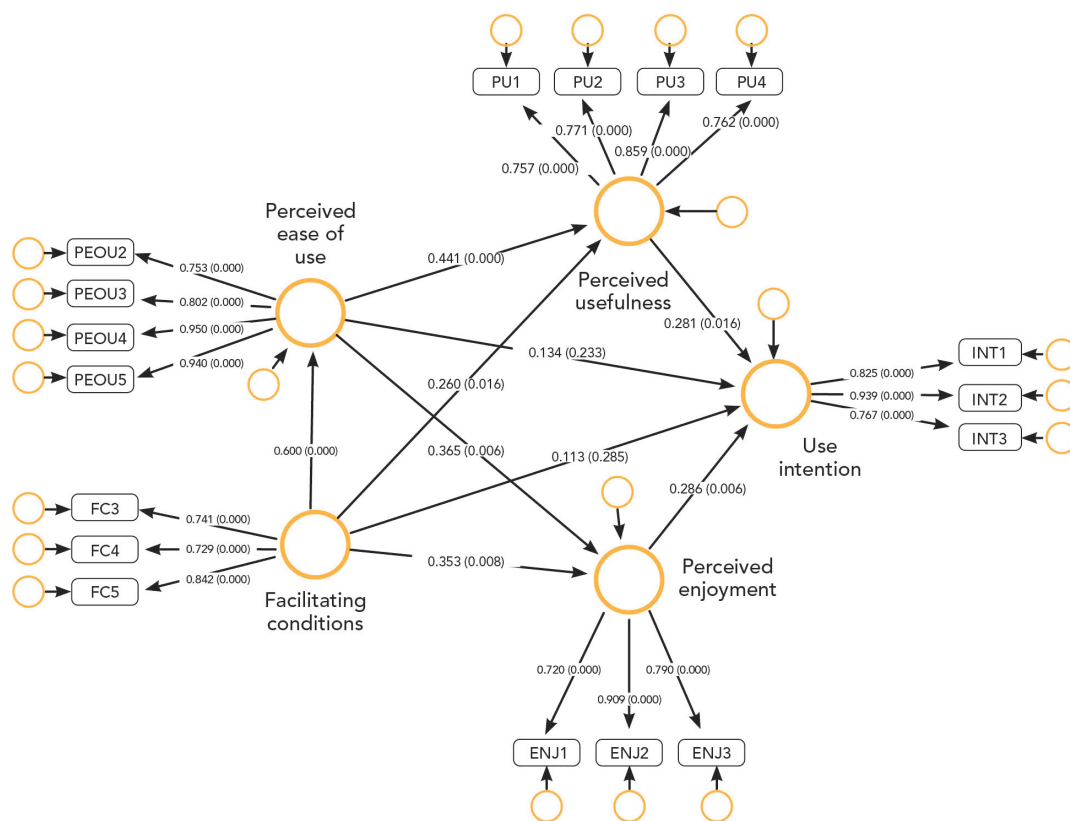 PU1
PU2
PU3
PU4
0.771 (0.000)
0.762 (0.000)
0.859 (0.000)
0.757 (0.000)
Perceived
ease of
use
PEOU2
PEOU3
PEOU4
PEOU5
0.753 (0.000)
0.802 (0.000)
0.950 (0.000)
0.940 (0.000)
0.441 (0.000)
Perceived
usefulness
0.281 (0.016)
0.134 (0.233)
0.260 (0.016)
INT1
INT2
INT3
0.825 (0.000)
0.939 (0.000)
0.767 (0.000)
Use
intention
0.600 (0.000)
0.365 (0.006)
0.113 (0.285)
0.286 (0.006)
FC3
FC4
FC5
0.741 (0.000)
0.729 (0.000)
0.842 (0.000)
0.353 (0.008)
Facilitating
conditions
Perceived
enjoyment
0.720 (0.000)
0.909 (0.000)
0.790 (0.000)
ENJ1
ENJ2
ENJ3